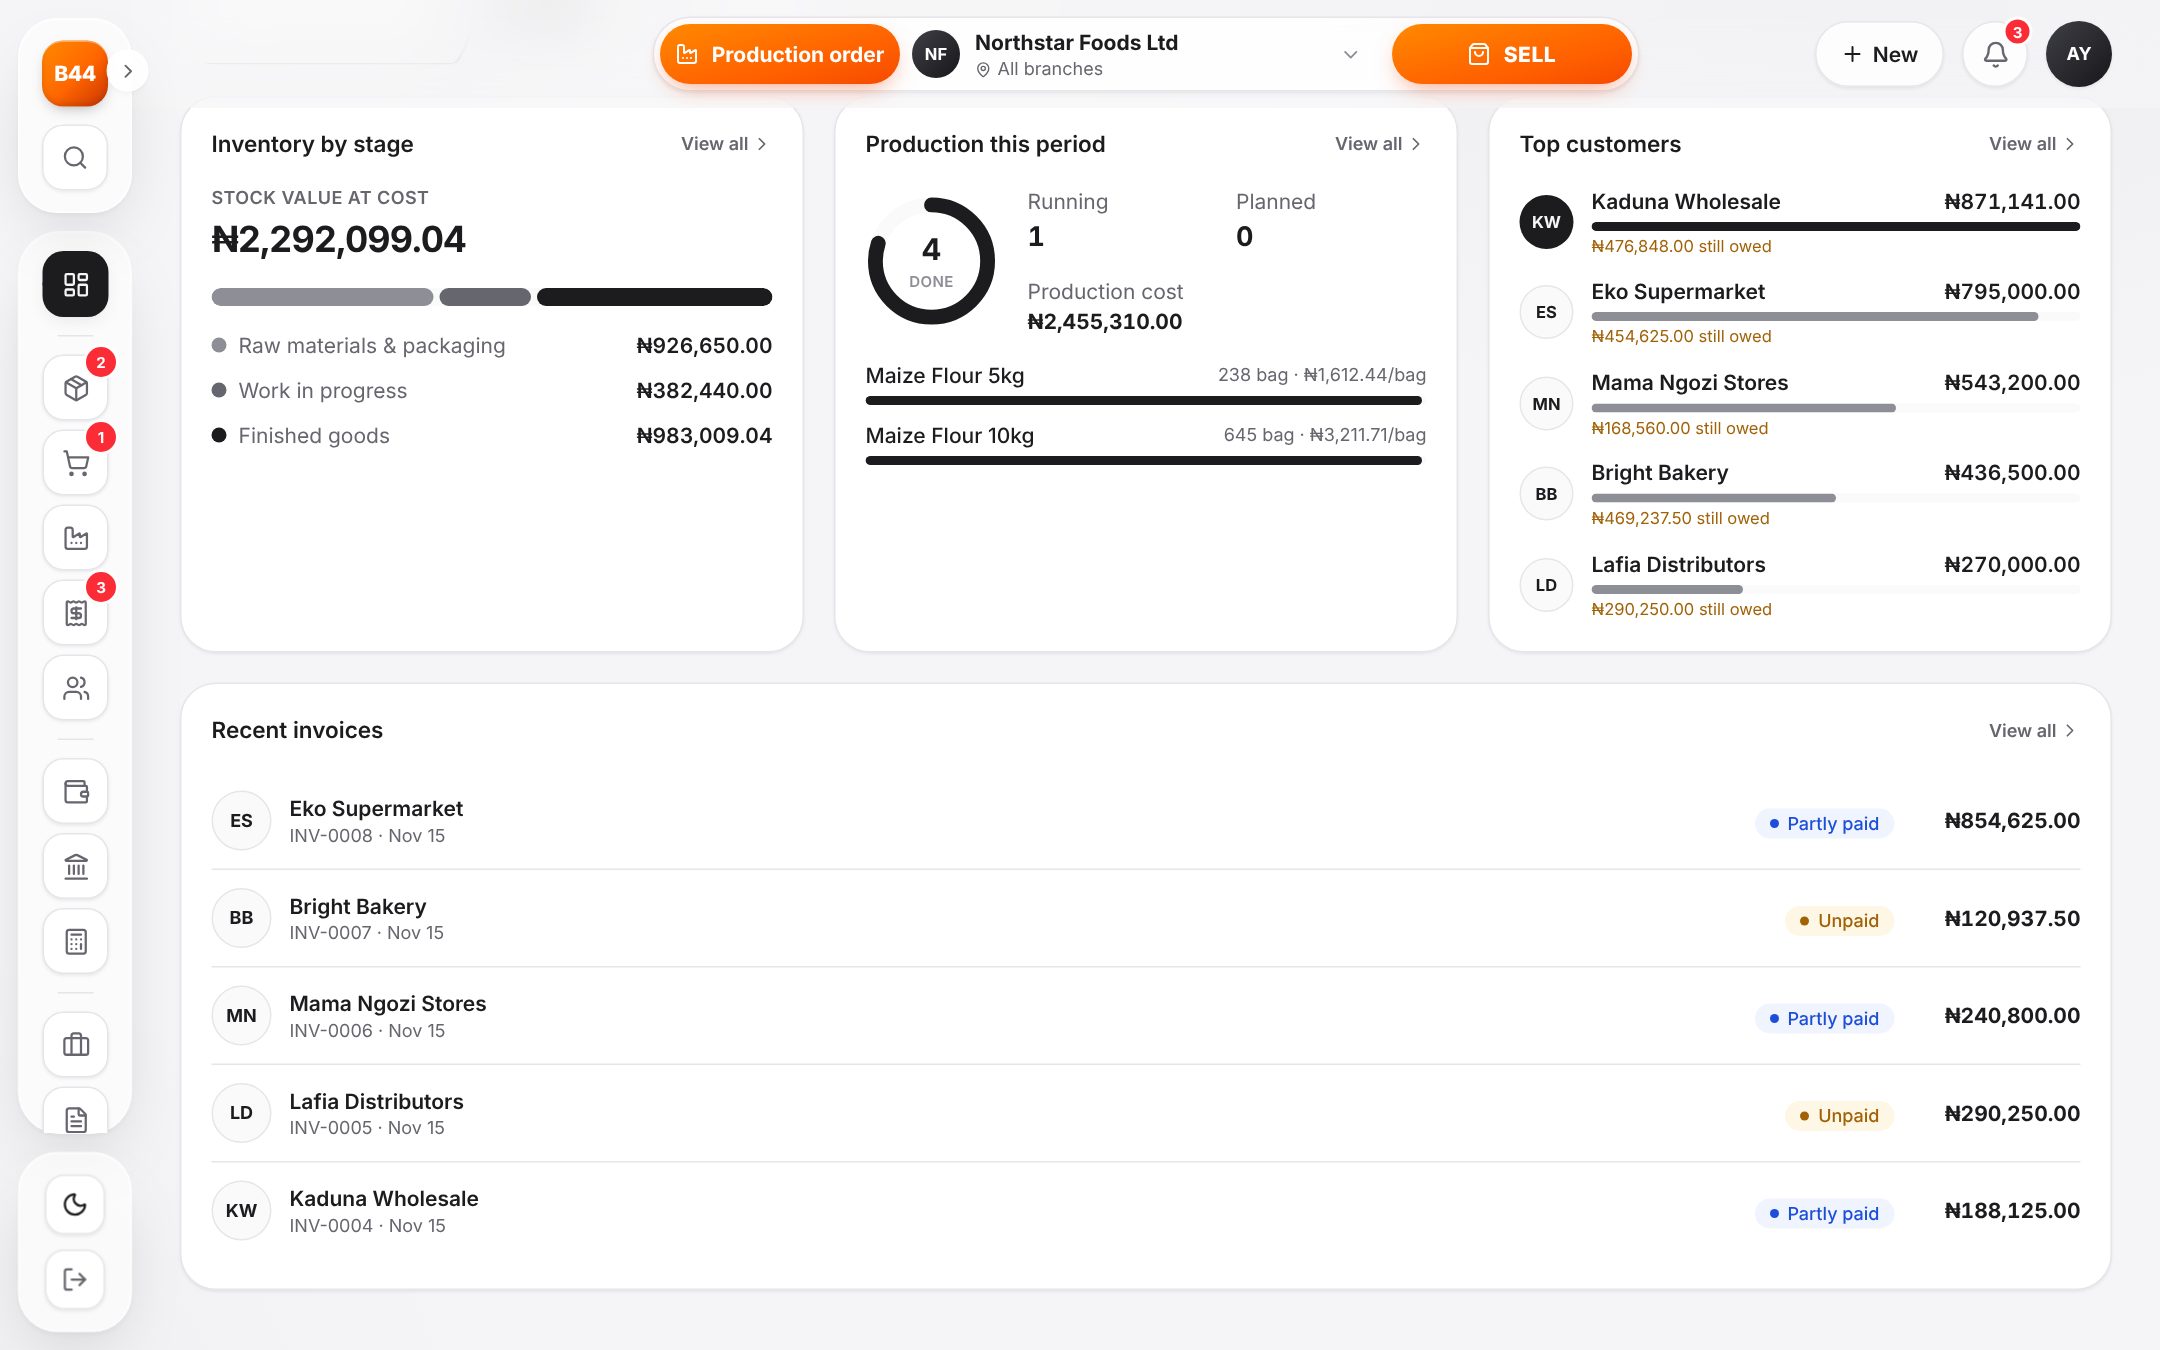 B44
Production order
NF
Northstar Foods Ltd
All branches
SELL
New
3
AY
2
1
3
Inventory by stage
View all
STOCK VALUE AT COST
₦2,292,099.04
Raw materials & packaging ₦926,650.00
Work in progress ₦382,440.00
Finished goods ₦983,009.04
Production this period
View all
4
DONE
Running
1
Planned
0
Production cost
₦2,455,310.00
Maize Flour 5kg 238 bag · ₦1,612.44/bag
Maize Flour 10kg 645 bag · ₦3,211.71/bag
Top customers
View all
KW
Kaduna Wholesale ₦871,141.00
₦476,848.00 still owed
ES
Eko Supermarket ₦795,000.00
₦454,625.00 still owed
MN
Mama Ngozi Stores ₦543,200.00
₦168,560.00 still owed
BB
Bright Bakery ₦436,500.00
₦469,237.50 still owed
LD
Lafia Distributors ₦270,000.00
₦290,250.00 still owed
Recent invoices
View all
ES
Eko Supermarket
INV-0008 · Nov 15
Partly paid
₦854,625.00
BB
Bright Bakery
INV-0007 · Nov 15
Unpaid
₦120,937.50
MN
Mama Ngozi Stores
INV-0006 · Nov 15
Partly paid
₦240,800.00
LD
Lafia Distributors
INV-0005 · Nov 15
Unpaid
₦290,250.00
KW
Kaduna Wholesale
INV-0004 · Nov 15
Partly paid
₦188,125.00